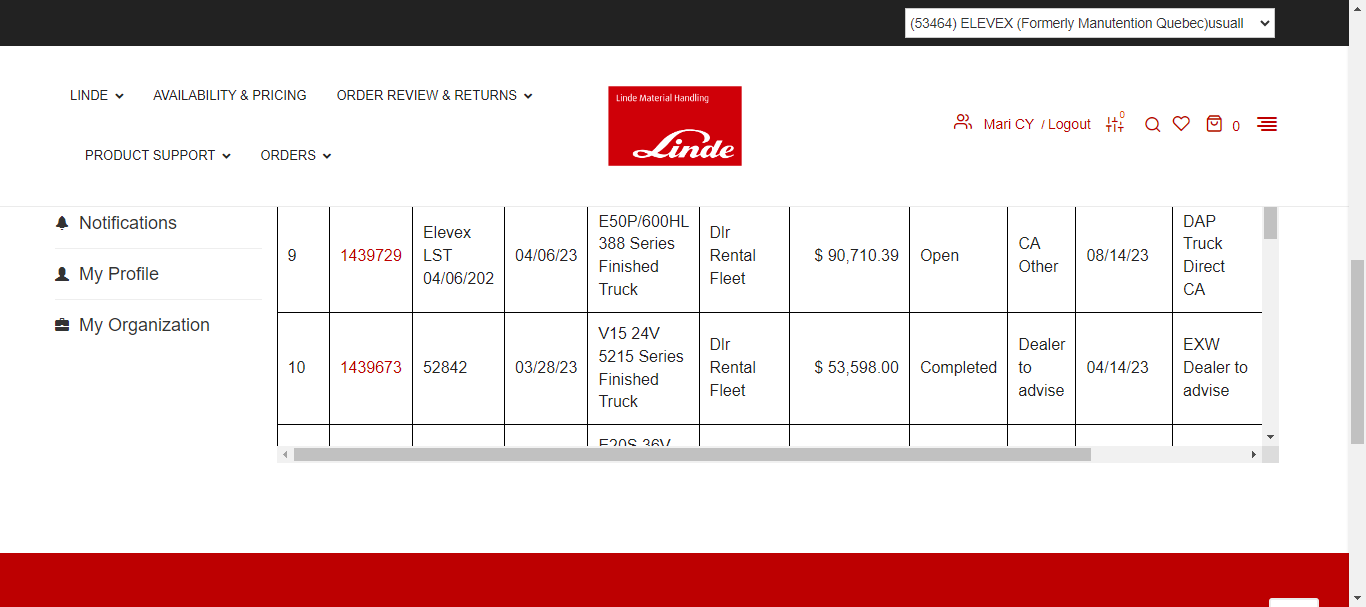 (53464) ELEVEX (Formerly Manutention Quebec)usuall
LINDE
AVAILABILITY & PRICING
ORDER REVIEW & RETURNS
PRODUCT SUPPORT
ORDERS
Linde Material Handling
Linde
Mari CY / Logout
0
0
Notifications
My Profile
My Organization
9
1439729
Elevex
LST
04/06/202
04/06/23
E50P/600HL
388 Series
Finished
Truck
Dlr
Rental
Fleet
$ 90,710.39
Open
CA
Other
08/14/23
DAP
Truck
Direct
CA
10
1439673
52842
03/28/23
V15 24V
5215 Series
Finished
Truck
Dlr
Rental
Fleet
$ 53,598.00
Completed
Dealer
to
advise
04/14/23
EXW
Dealer to
advise
E20S 36V